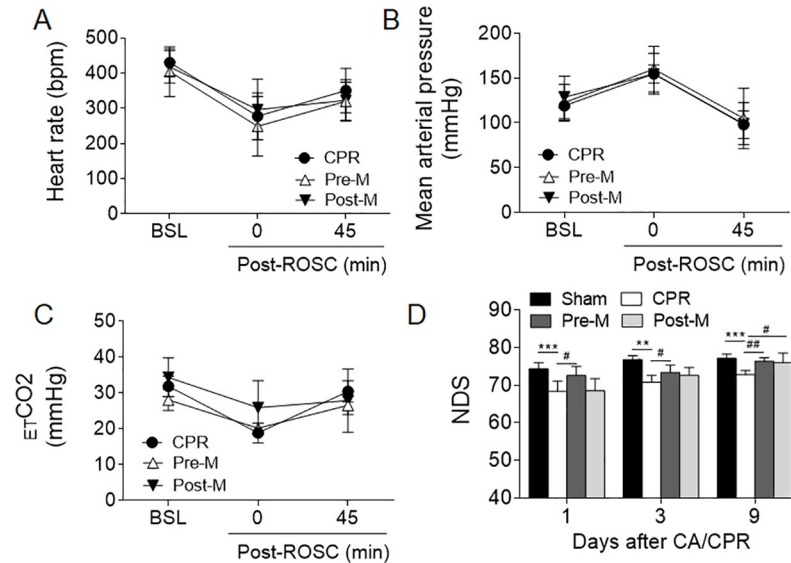 A
Heart rate (bpm)
500
400
300
200
100
0
CPR
Pre-M
Post-M
BSL
0
45
Post-ROSC (min)
B
Mean arterial pressure
(mmHg)
200
150
100
50
0
CPR
Pre-M
Post-M
BSL
0
45
Post-ROSC (min)
C
ETCO2
(mmHg)
50
40
30
20
10
0
CPR
Pre-M
Post-M
BSL
0
45
Post-ROSC (min)
D
NDS
90
80
70
60
50
40
Sham
CPR
Pre-M
Post-M
***
#
**
#
***
##
#
1
3
9
Days after CA/CPR